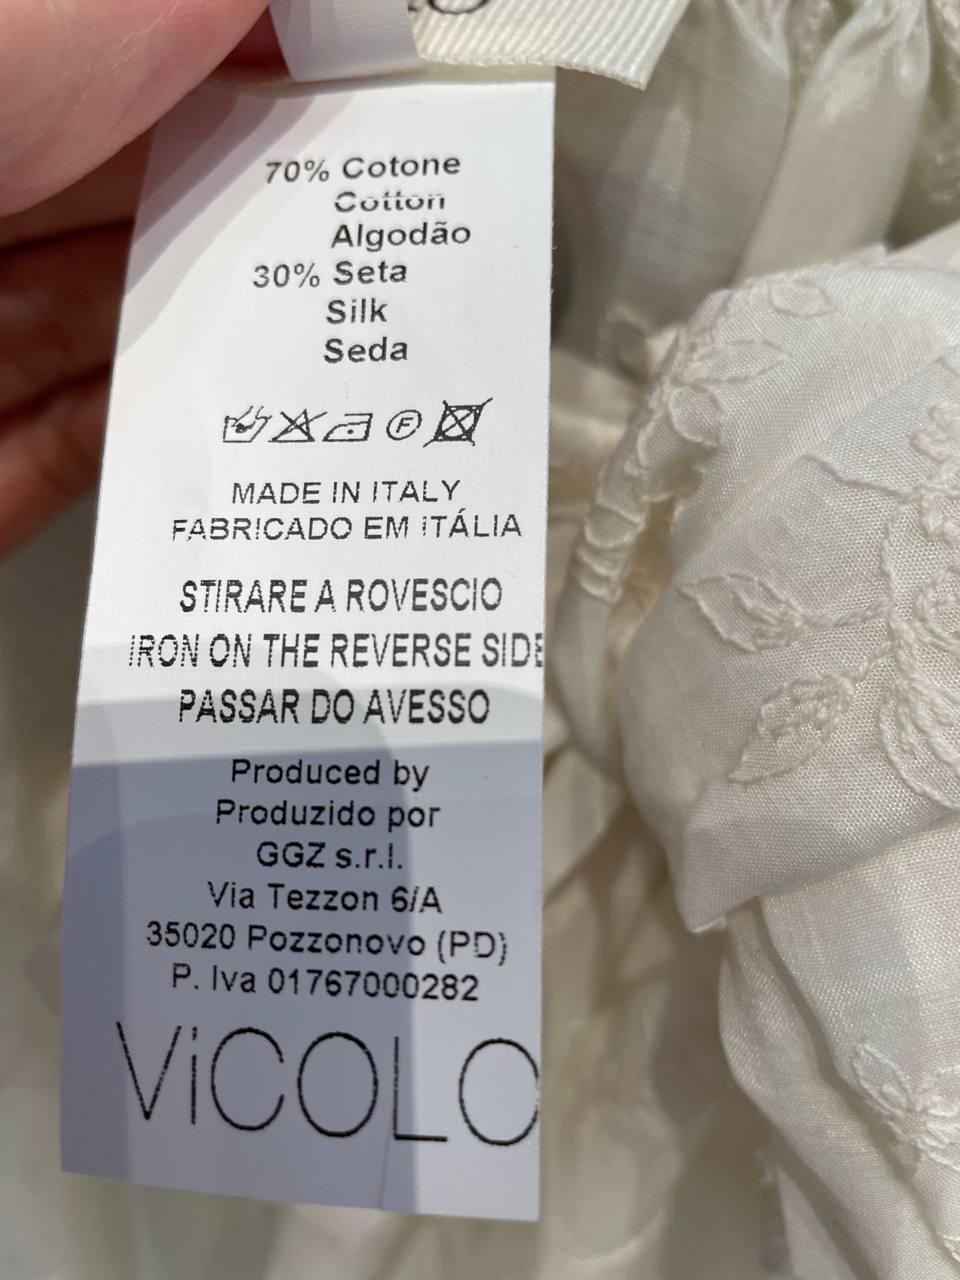 70% Cotone
Cotton
Algodão
30% Seta
Silk
Seda
F
MADE IN ITALY
FABRICADO EM ITÁLIA
STIRARE A ROVESCIO
IRON ON THE REVERSE SIDE
PASSAR DO AVESSO
Produced by
Produzido por
GGZ s.r.l.
Via Tezzon 6/A
35020 Pozzonovo (PD)
P. Iva 01767000282
ViCOLO